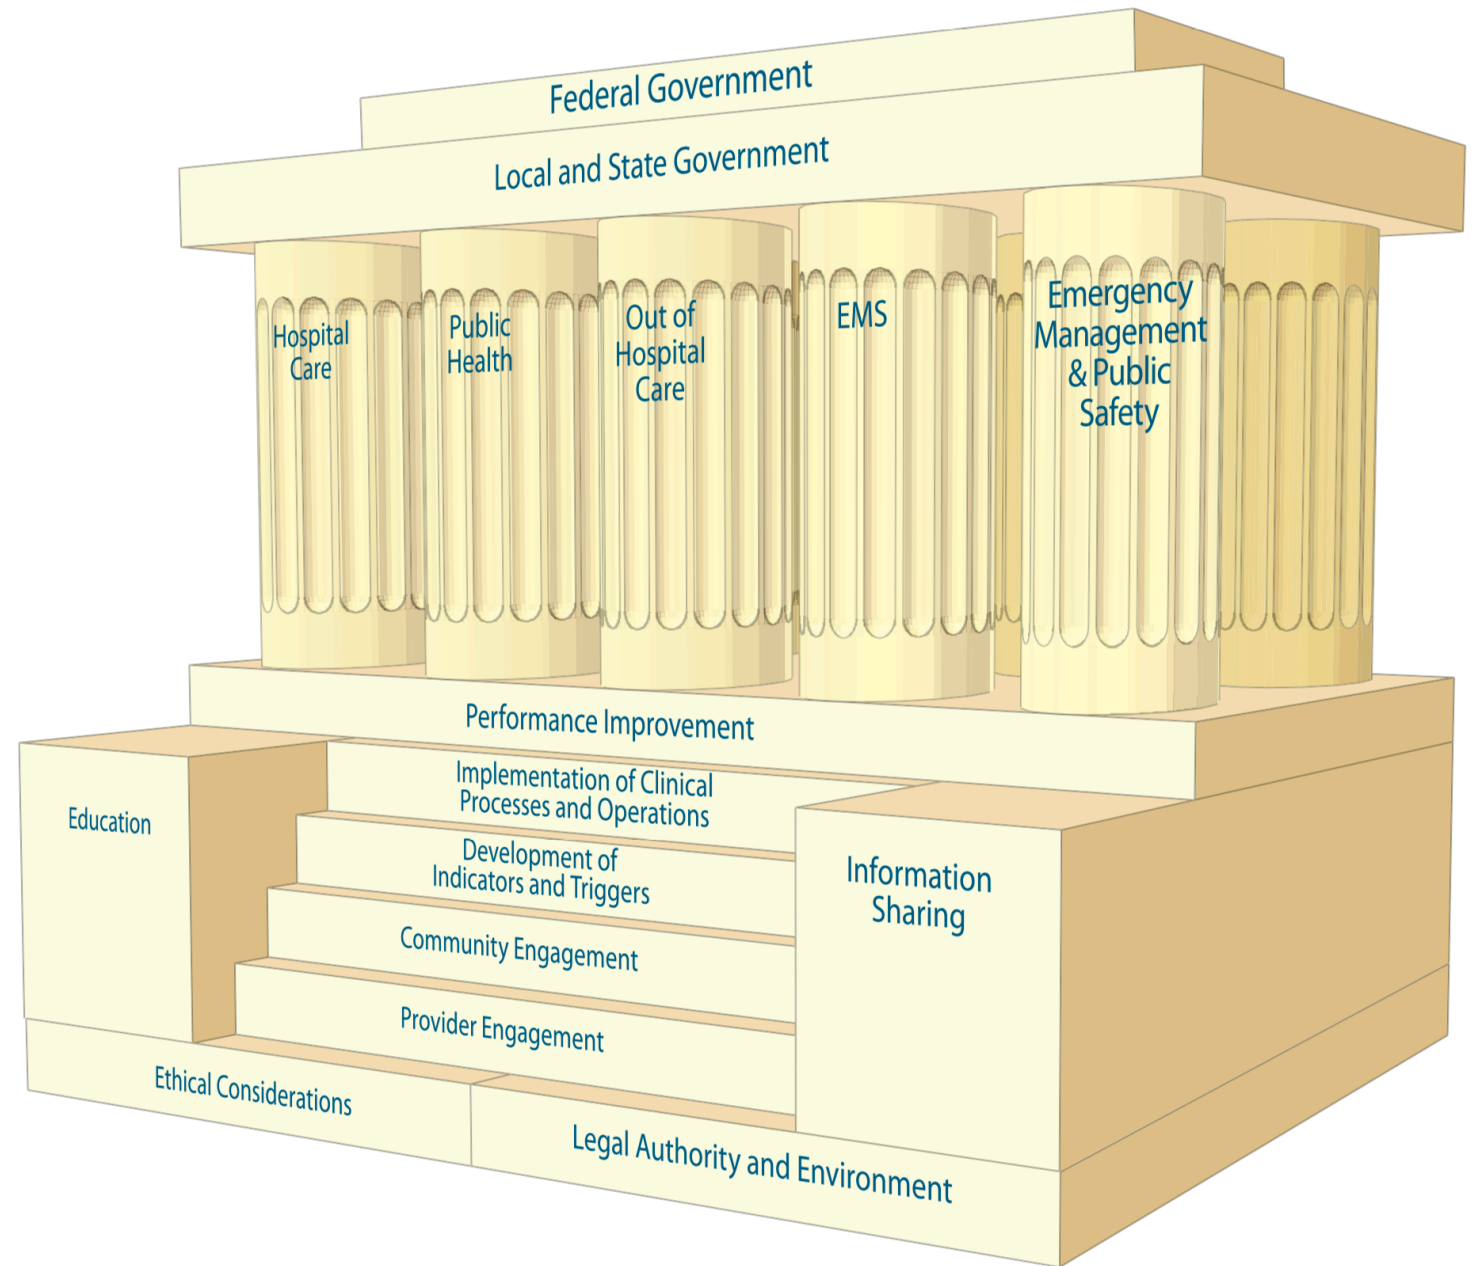 Federal Government
Local and State Government
Hospital
Care
Public
Health
Out of
Hospital
Care
EMS
Emergency
Management
& Public
Safety
Performance Improvement
Implementation of Clinical
Processes and Operations
Development of
Indicators and Triggers
Community Engagement
Provider Engagement
Education
Information
Sharing
Ethical Considerations
Legal Authority and Environment